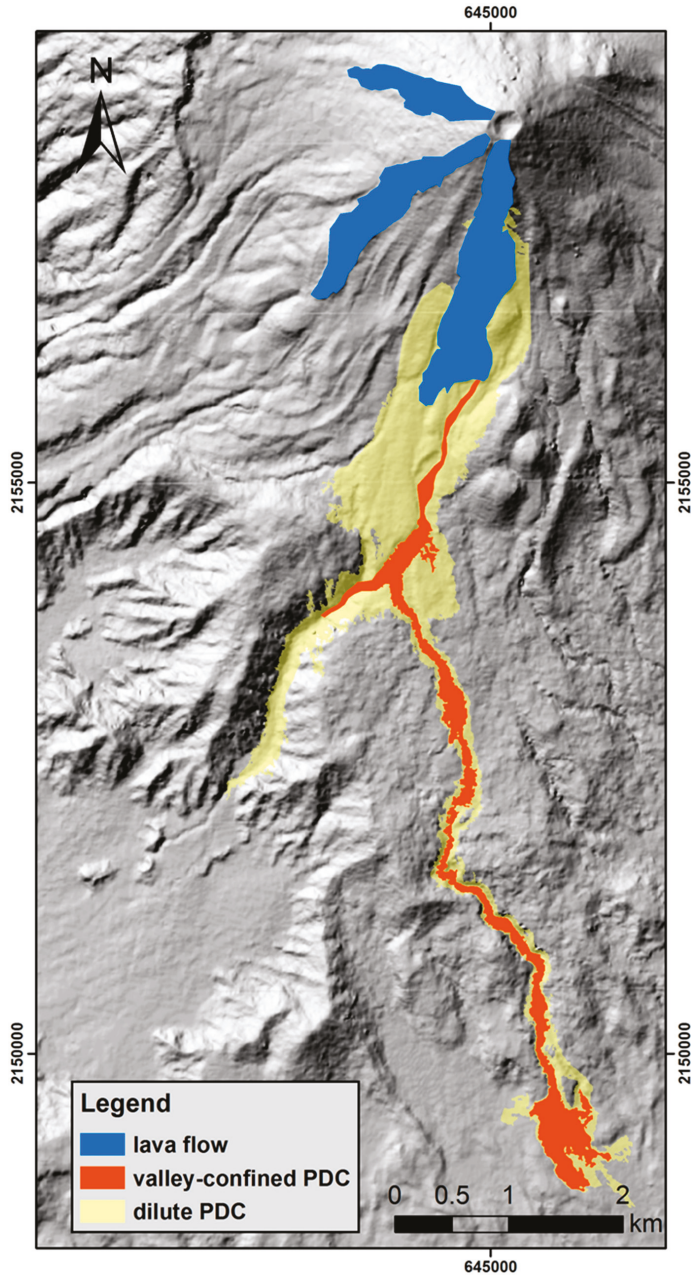 645000
N
2155000
2155000
2150000
2150000
Legend
lava flow
valley-confined PDC
dilute PDC
0 0.5 1 2
km
645000